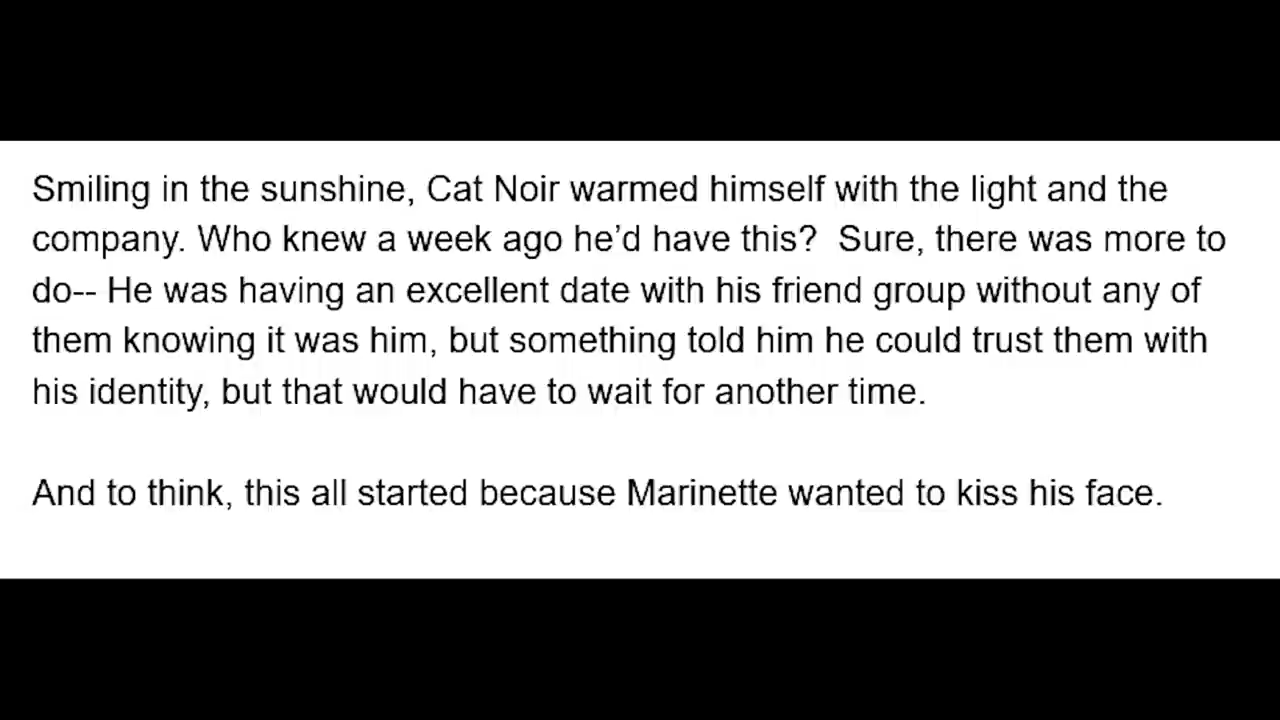 Smiling in the sunshine, Cat Noir warmed himself with the light and the
company. Who knew a week ago he’d have this?  Sure, there was more to
do-- He was having an excellent date with his friend group without any of
them knowing it was him, but something told him he could trust them with
his identity, but that would have to wait for another time.
And to think, this all started because Marinette wanted to kiss his face.